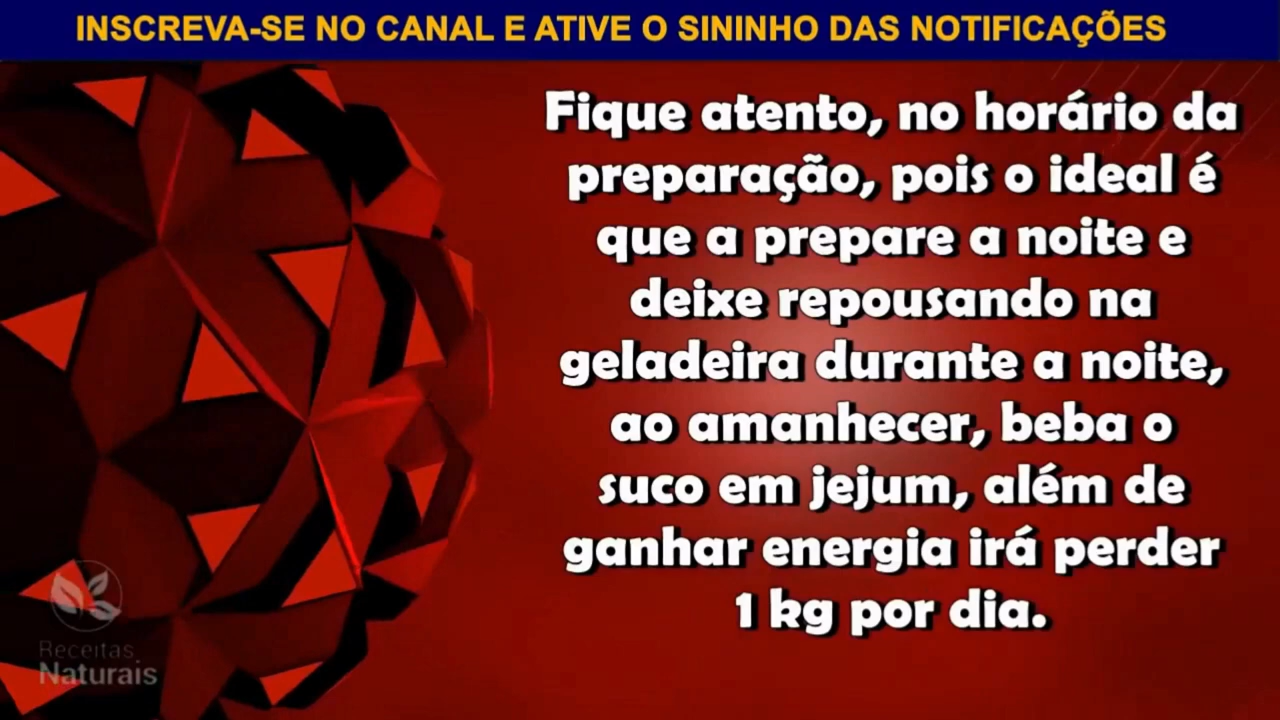 INSCREVA-SE NO CANAL E ATIVE O SININHO DAS NOTIFICAÇÕES
Fique atento, no horário da
preparação, pois o ideal é
que a prepare a noite e
deixe repousando na
geladeira durante a noite,
ao amanhecer, beba o
suco em jejum, além de
ganhar energia irá perder
1 kg por dia.
Receitas
Naturais